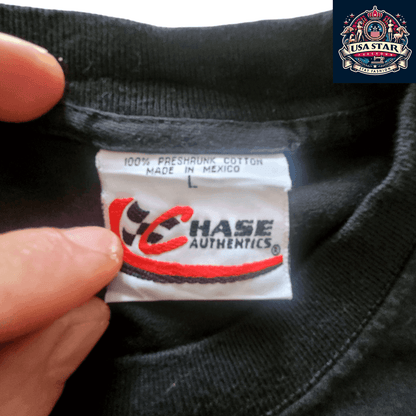 USA STAR
100% PRESHRUNK COTTON
MADE IN MEXICO
L
CHASE
AUTHENTICS®